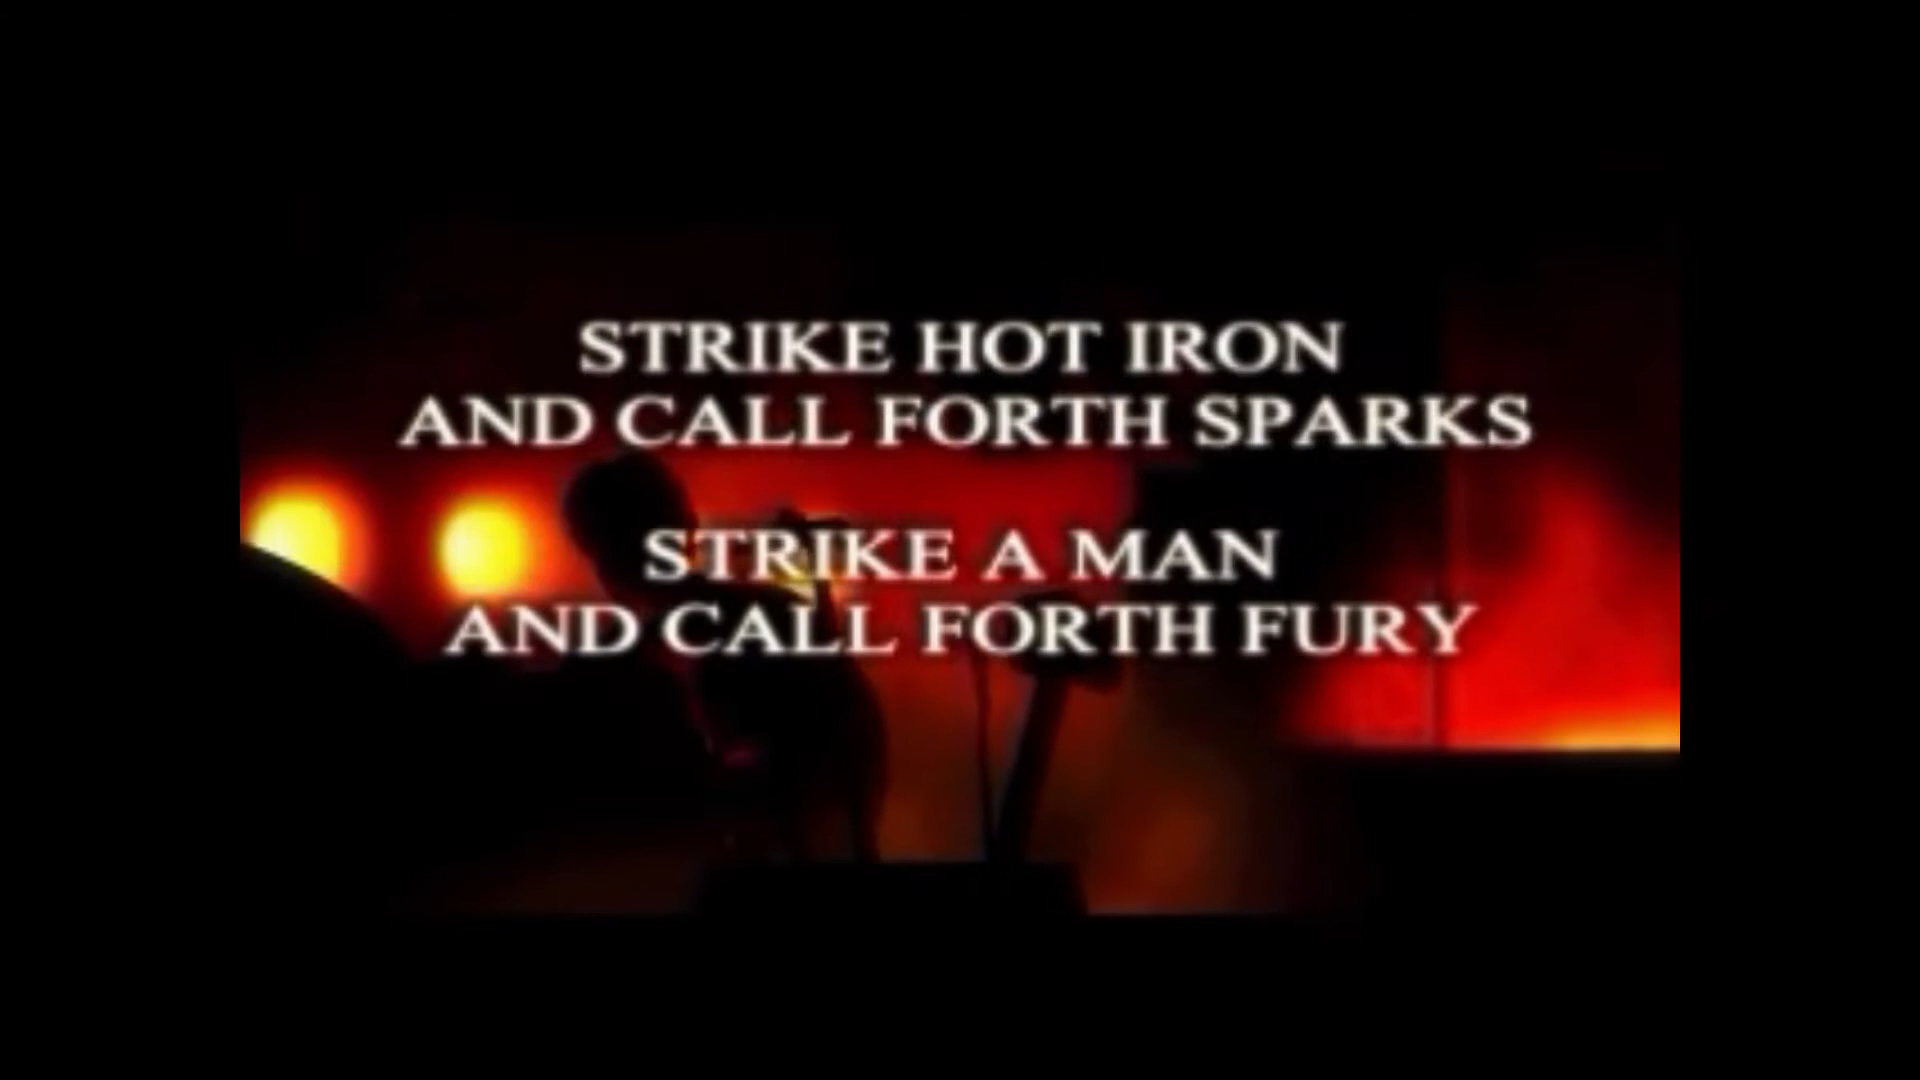 STRIKE HOT IRON
AND CALL FORTH SPARKS
STRIKE A MAN
AND CALL FORTH FURY